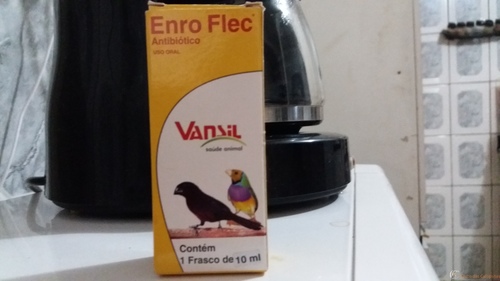 Enro Flec
Antibiótico
USO ORAL
Vansil
saúde animal
Contém
1 Frasco de 10 ml